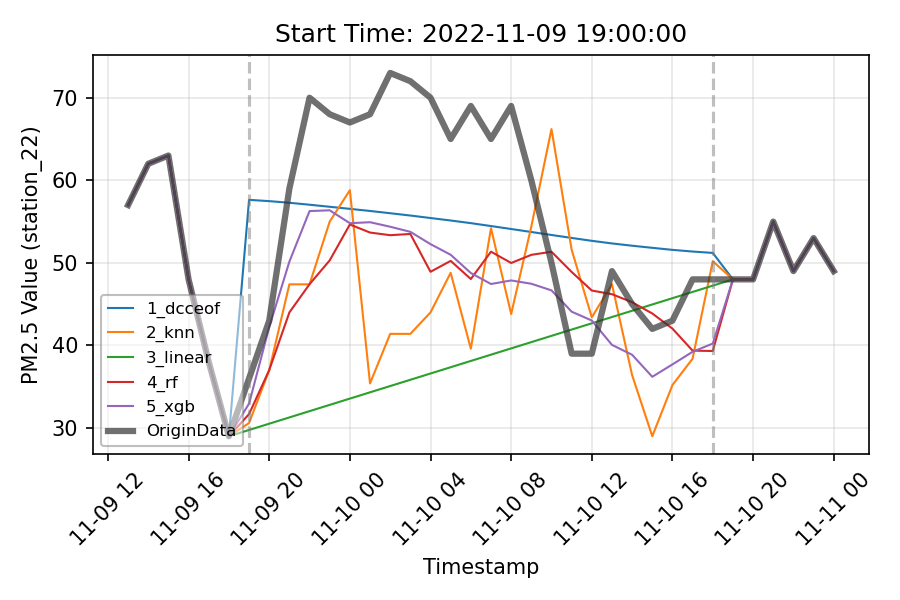 Start Time: 2022-11-09 19:00:00
PM2.5 Value (station_22)
70
60
50
40
30
1_dcceof
2_knn
3_linear
4_rf
5_xgb
OriginData
11-09 12
11-09 16
11-09 20
11-10 00
11-10 04
11-10 08
11-10 12
11-10 16
11-10 20
11-11 00
Timestamp